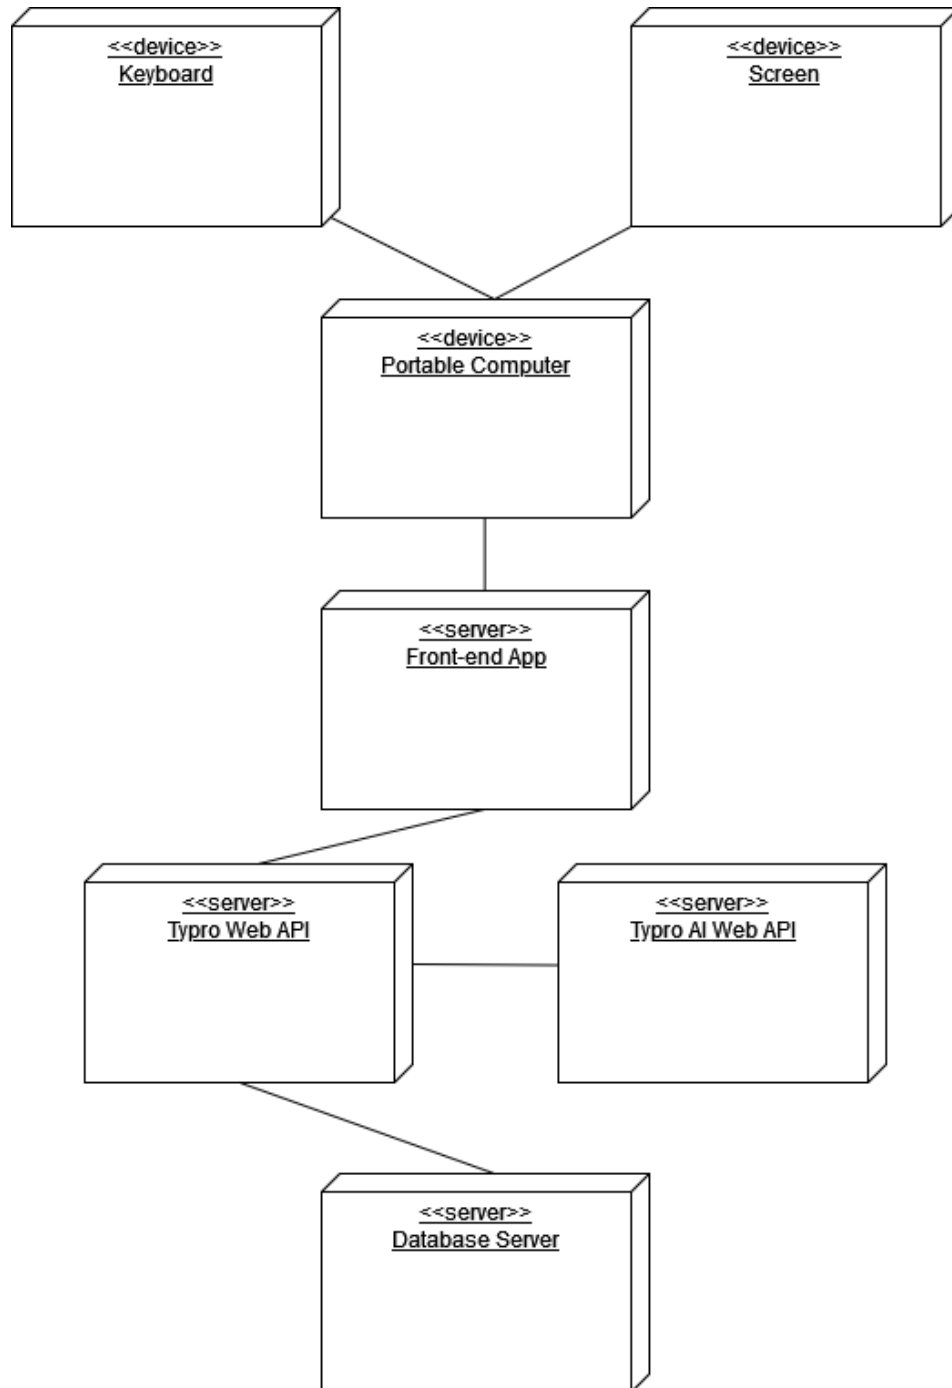 <<device>>
Keyboard
<<device>>
Screen
<<device>>
Portable Computer
<<server>>
Front-end App
<<server>>
Typro Web API
<<server>>
Typro AI Web API
<<server>>
Database Server